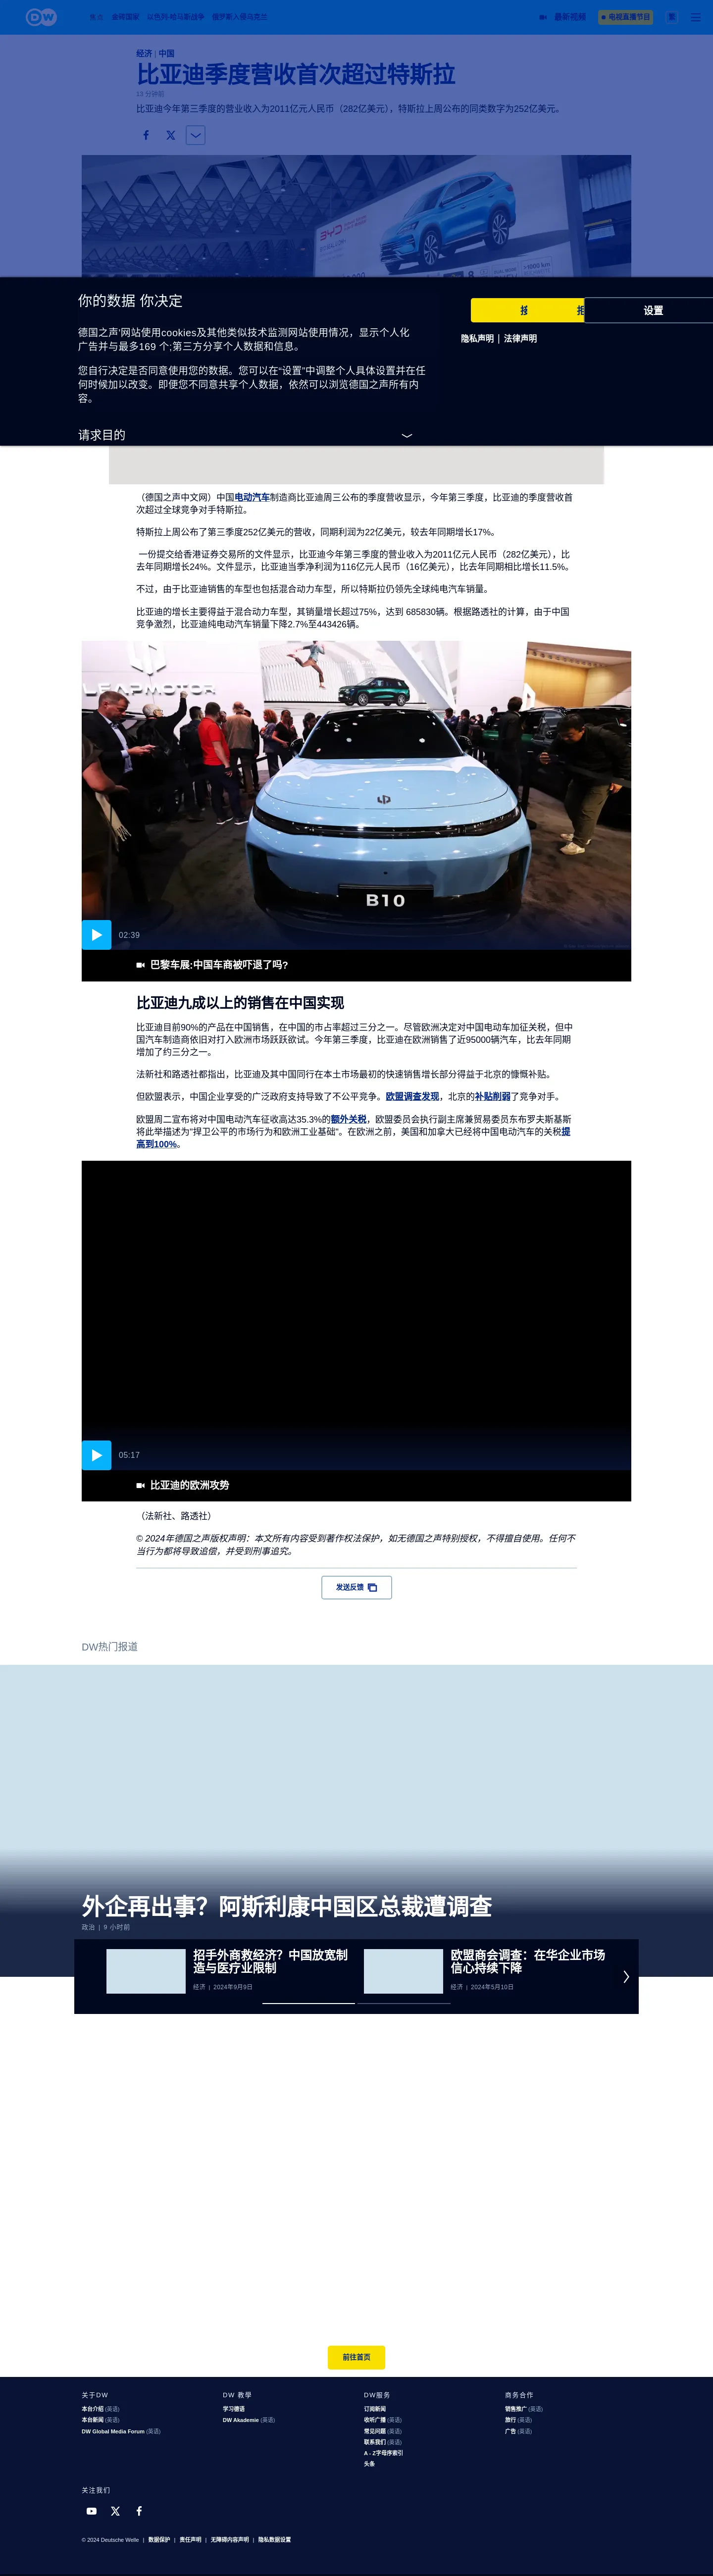 DW
焦点 金砖国家 以色列-哈马斯战争 俄罗斯入侵乌克兰
最新视频
电视直播节目
繁
经济 | 中国
比亚迪季度营收首次超过特斯拉
13 分钟前
比亚迪今年第三季度的营业收入为2011亿元人民币（282亿美元），特斯拉上周公布的同类数字为252亿美元。
BYD
你的数据 你决定
设置
隐私声明 | 法律声明
德国之声'网站使用cookies及其他类似技术监测网站使用情况，显示个人化
广告并与最多169 个;第三方分享个人数据和信息。
您自行决定是否同意使用您的数据。您可以在“设置”中调整个人具体设置并在任
何时候加以改变。即便您不同意共享个人数据，依然可以浏览德国之声所有内
容。
请求目的
（德国之声中文网）中国电动汽车制造商比亚迪周三公布的季度营收显示，今年第三季度，比亚迪的季度营收首
次超过全球竞争对手特斯拉。
特斯拉上周公布了第三季度252亿美元的营收，同期利润为22亿美元，较去年同期增长17%。
一份提交给香港证券交易所的文件显示，比亚迪今年第三季度的营业收入为2011亿元人民币（282亿美元），比
去年同期增长24%。文件显示，比亚迪当季净利润为116亿元人民币（16亿美元），比去年同期相比增长11.5%。
不过，由于比亚迪销售的车型也包括混合动力车型，所以特斯拉仍领先全球纯电汽车销量。
比亚迪的增长主要得益于混合动力车型，其销量增长超过75%，达到 685830辆。根据路透社的计算，由于中国
竞争激烈，比亚迪纯电动汽车销量下降2.7%至443426辆。
LEAPMOTOR
B10
02:39
巴黎车展:中国车商被吓退了吗?
比亚迪九成以上的销售在中国实现
比亚迪目前90%的产品在中国销售，在中国的市占率超过三分之一。尽管欧洲决定对中国电动车加征关税，但中
国汽车制造商依旧对打入欧洲市场跃跃欲试。今年第三季度，比亚迪在欧洲销售了近95000辆汽车，比去年同期
增加了约三分之一。
法新社和路透社都指出，比亚迪及其中国同行在本土市场最初的快速销售增长部分得益于北京的慷慨补贴。
但欧盟表示，中国企业享受的广泛政府支持导致了不公平竞争。欧盟调查发现，北京的补贴削弱了竞争对手。
欧盟周二宣布将对中国电动汽车征收高达35.3%的额外关税，欧盟委员会执行副主席兼贸易委员东布罗夫斯基斯
将此举描述为"捍卫公平的市场行为和欧洲工业基础"。在欧洲之前，美国和加拿大已经将中国电动汽车的关税提
高到100%。
05:17
比亚迪的欧洲攻势
（法新社、路透社）
© 2024年德国之声版权声明：本文所有内容受到著作权法保护，如无德国之声特别授权，不得擅自使用。任何不
当行为都将导致追偿，并受到刑事追究。
发送反馈
DW热门报道
外企再出事？阿斯利康中国区总裁遭调查
政治 | 9 小时前
招手外商救经济？中国放宽制
造与医疗业限制
经济 | 2024年9月9日
欧盟商会调查：在华企业市场
信心持续下降
经济 | 2024年5月10日
前往首页
关于DW
本台介绍 (英语)
本台新闻 (英语)
DW Global Media Forum (英语)
DW 教學
学习德语
DW Akademie (英语)
DW服务
订阅新闻
收听广播 (英语)
常见问题 (英语)
联系我们 (英语)
A - Z字母序索引
头条
商务合作
销售推广 (英语)
旅行 (英语)
广告 (英语)
关注我们
© 2024 Deutsche Welle | 数据保护 | 责任声明 | 无障碍内容声明 | 隐私数据设置